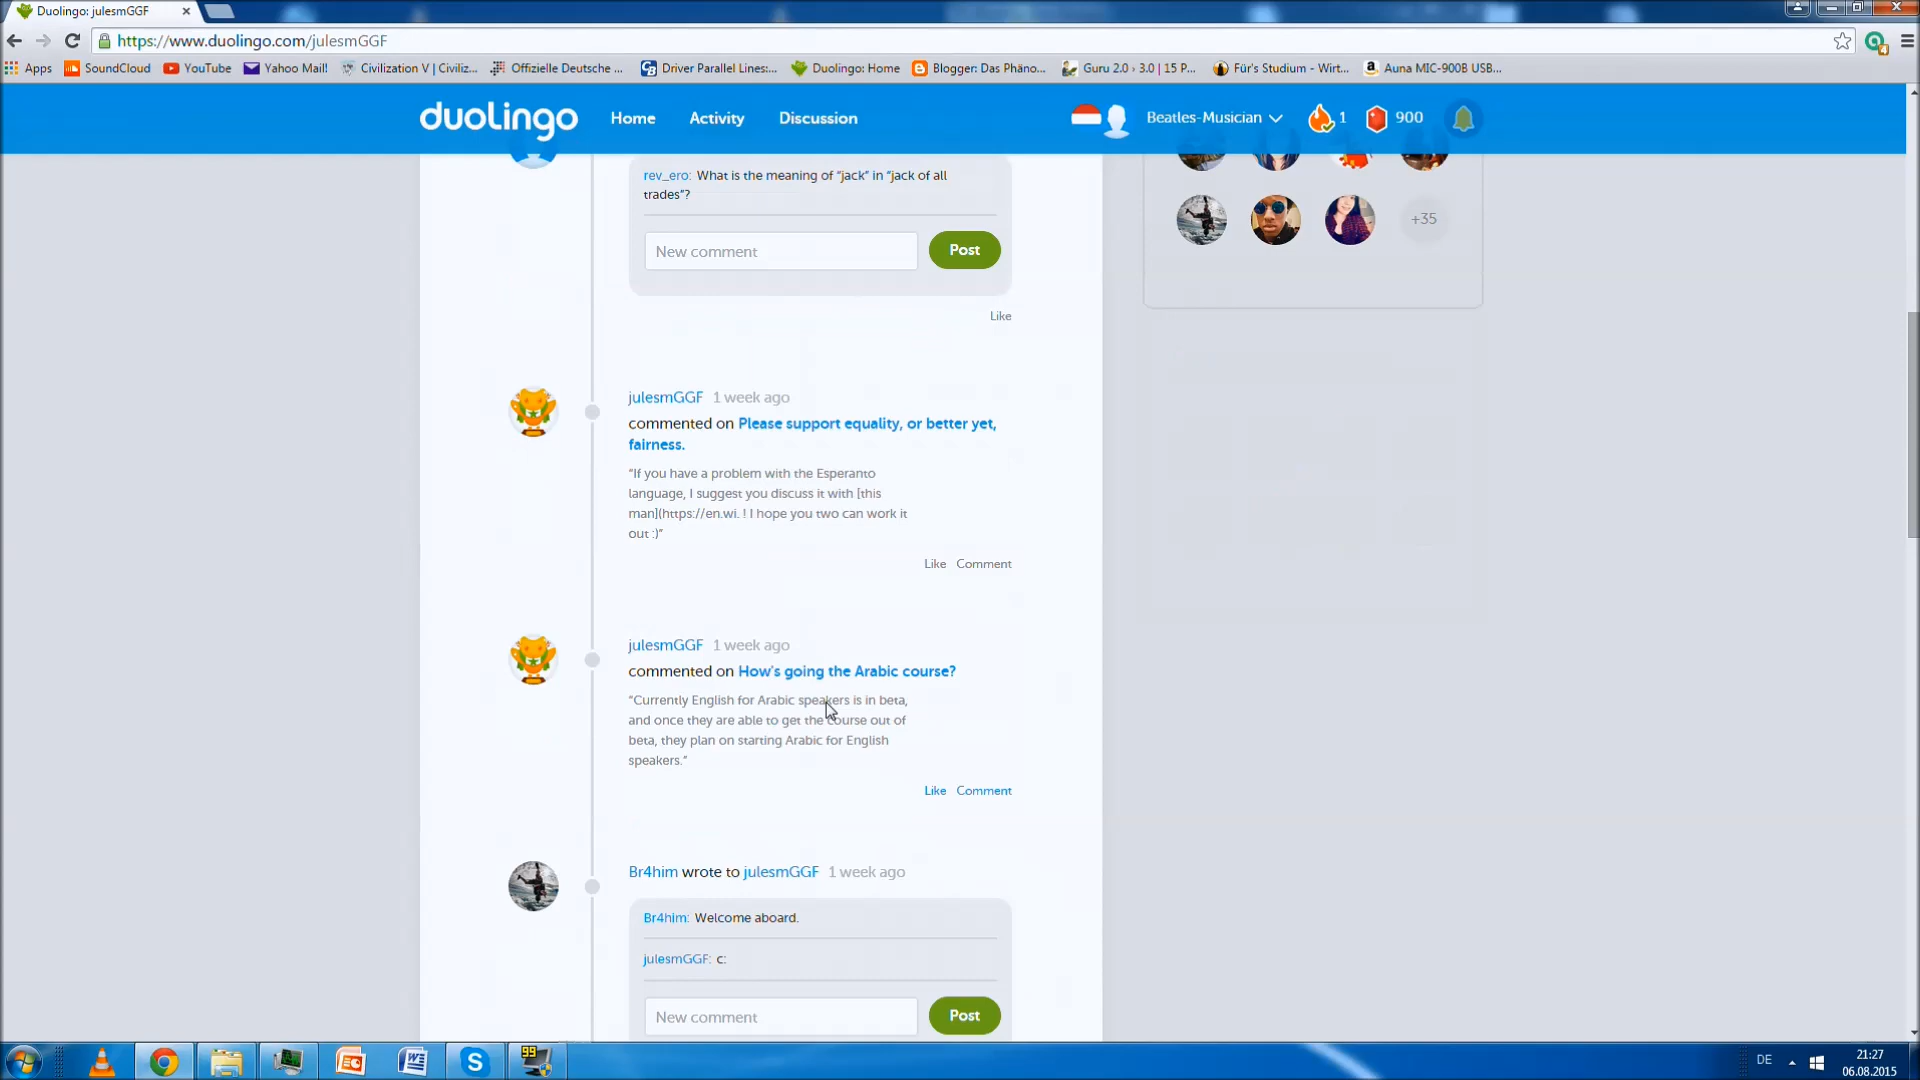 Duolingo: julesmGGF
https://www.duolingo.com/julesmGGF
Apps SoundCloud YouTube Yahoo Mail! Civilization V | Civiliz... Offizielle Deutsche ... Driver Parallel Lines:... Duolingo: Home Blogger: Das Phäno... Guru 2.0 › 3.0 | 15 P... Für's Studium - Wirt... Auna MIC-900B USB...
duolingo Home Activity Discussion Beatles-Musician 1 900
rev_ero: What is the meaning of “jack” in “jack of all
trades”?
New comment Post
Like
+35
julesmGGF 1 week ago
commented on Please support equality, or better yet,
fairness.
“If you have a problem with the Esperanto
language, I suggest you discuss it with [this
man](https://en.wi. ! I hope you two can work it
out :)”
Like Comment
julesmGGF 1 week ago
commented on How's going the Arabic course?
“Currently English for Arabic speakers is in beta,
and once they are able to get the course out of
beta, they plan on starting Arabic for English
speakers.”
Like Comment
Br4him wrote to julesmGGF 1 week ago
Br4him: Welcome aboard.
julesmGGF: c:
New comment Post
99
DE
21:27
06.08.2015